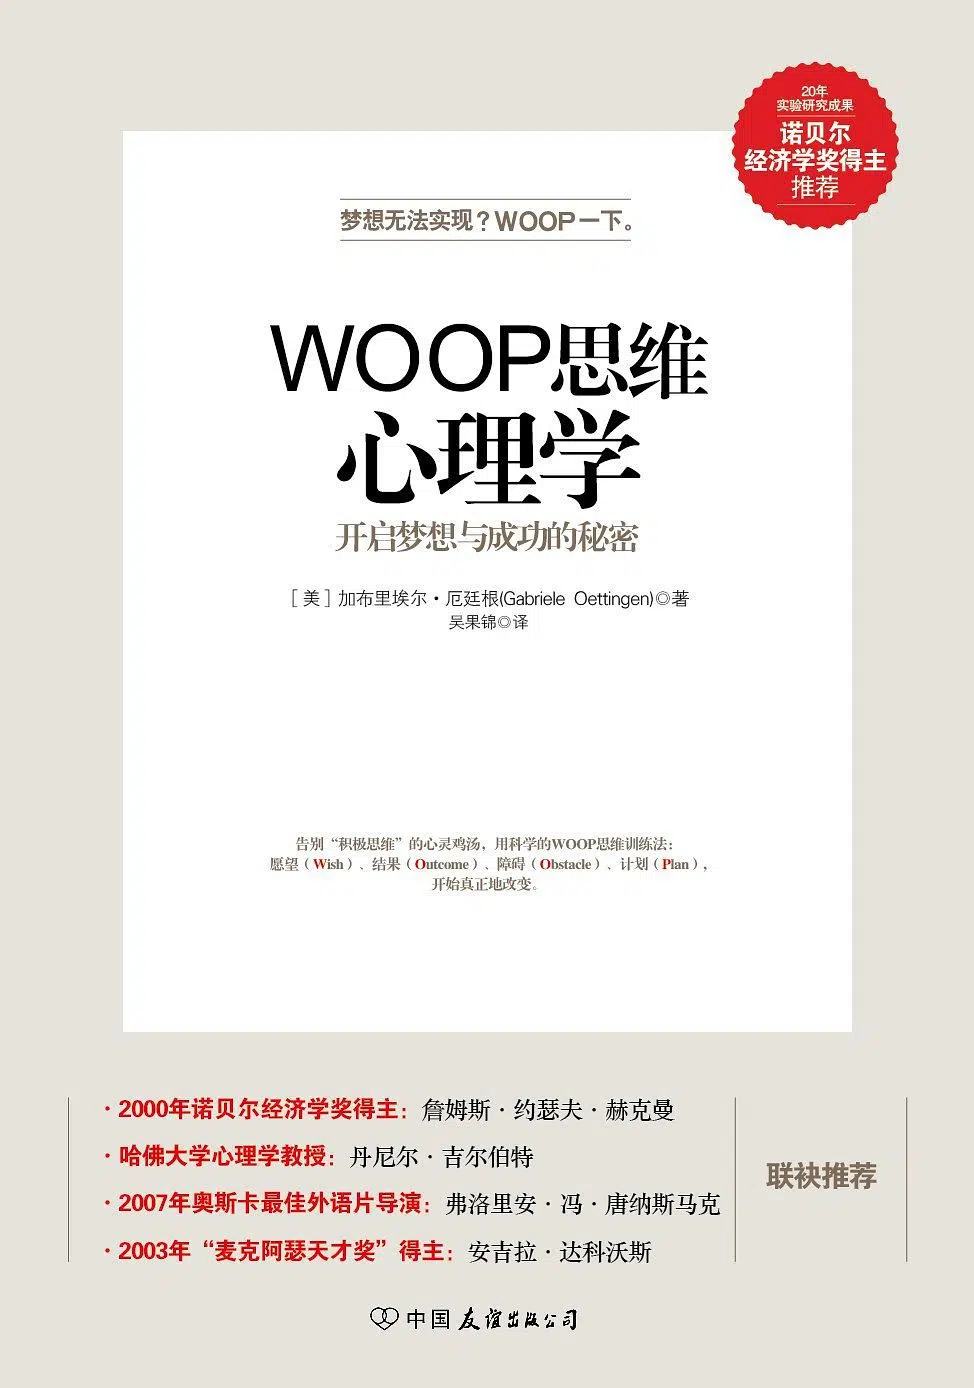 20年
实验研究成果
诺贝尔
经济学奖得主
推荐
梦想无法实现？WOOP一下。
WOOP思维
心理学
开启梦想与成功的秘密
［美］加布里埃尔·厄廷根(Gabriele Oettingen)◎著
吴果锦◎译
告别“积极思维”的心灵鸡汤，用科学的WOOP思维训练法：
愿望（Wish）、结果（Outcome）、障碍（Obstacle）、计划（Plan），
开始真正地改变。
·2000年诺贝尔经济学奖得主：詹姆斯·约瑟夫·赫克曼
·哈佛大学心理学教授：丹尼尔·吉尔伯特
·2007年奥斯卡最佳外语片导演：弗洛里安·冯·唐纳斯马克
·2003年“麦克阿瑟天才奖”得主：安吉拉·达科沃斯
联袂推荐
中国友谊出版公司